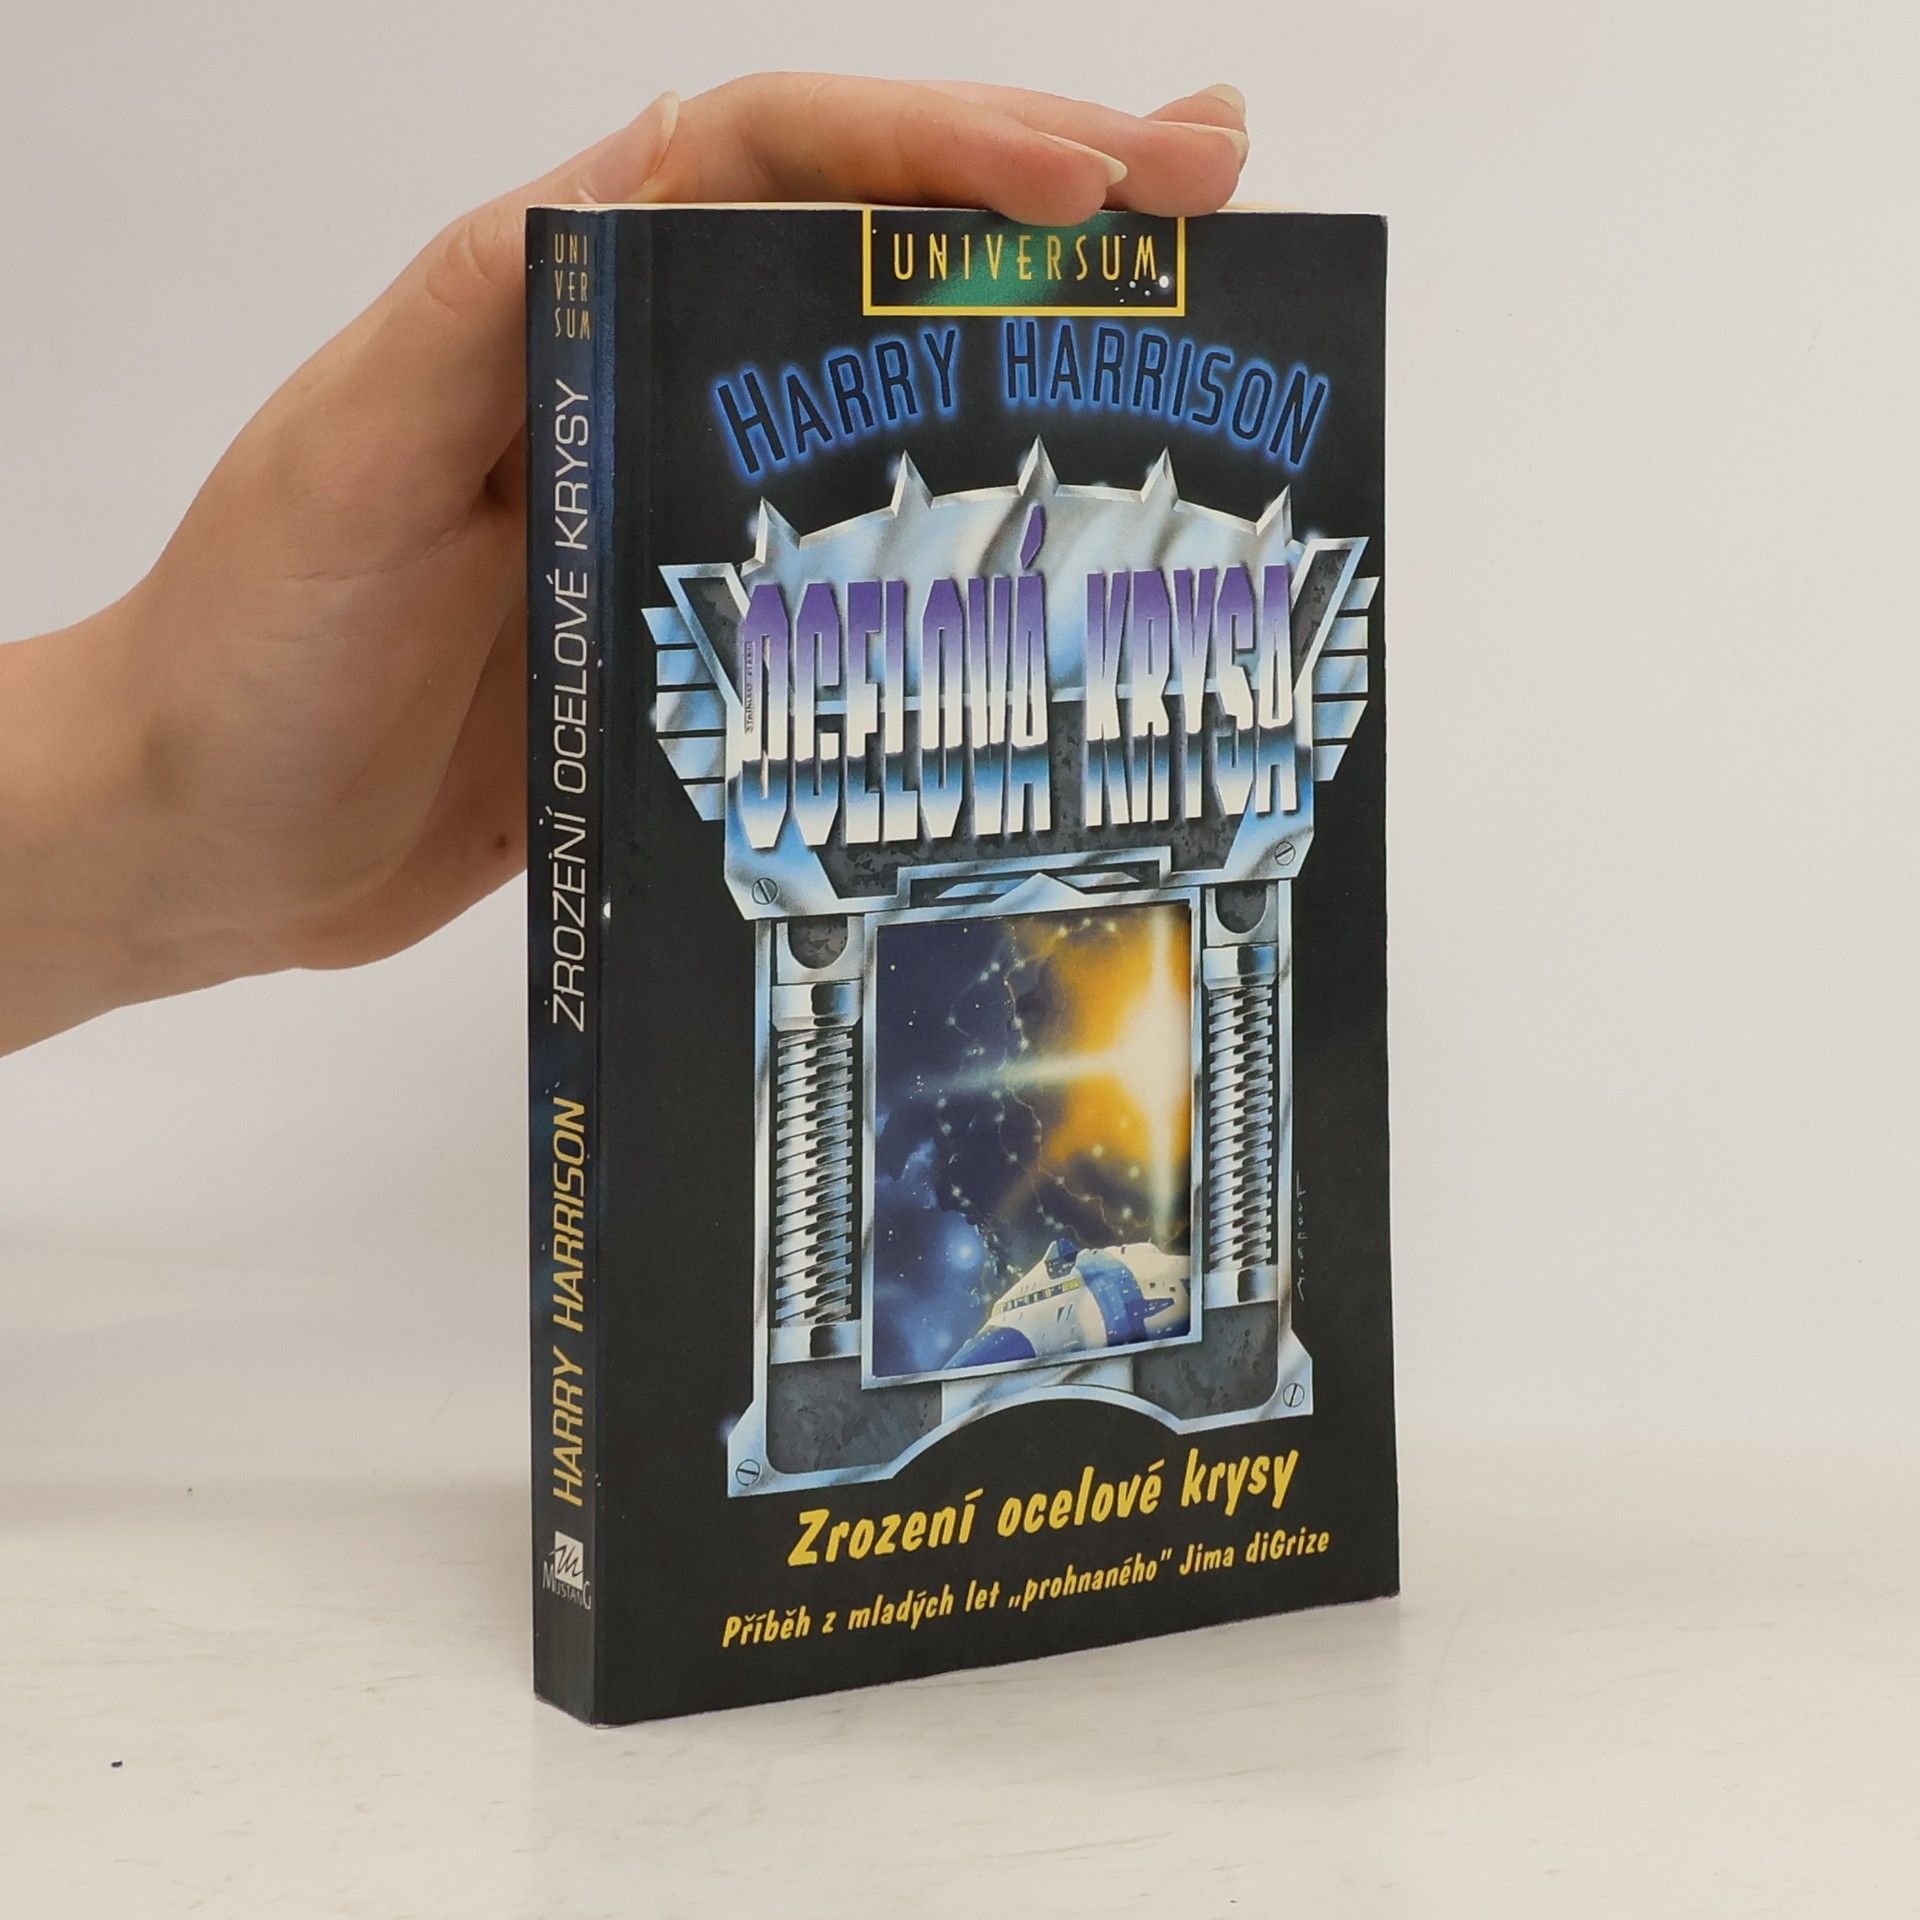 UNIVERSUM
HARRY HARRISON
OCELOVÁ KRYSA
Zrození ocelové krysy
Příběh z mladých let „prohnaného" Jima diGrize
UNI
VER
SUM
HARRY HARRISON ZROZENÍ OCELOVÉ KRYSY
MUSTANG